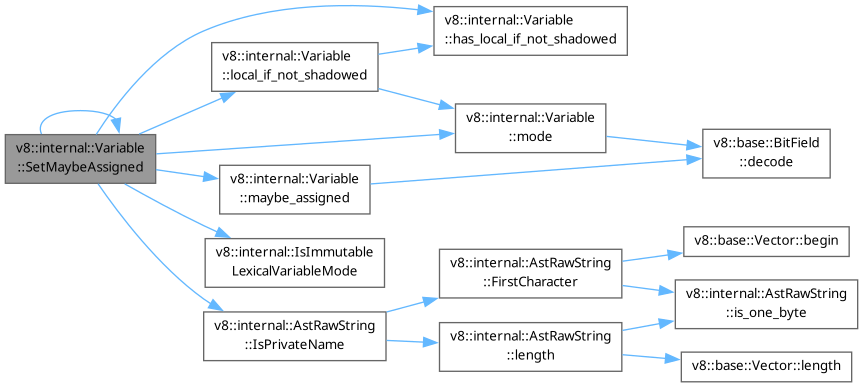 v8::internal::Variable
::SetMaybeAssigned
v8::internal::Variable
::has_local_if_not_shadowed
v8::internal::Variable
::local_if_not_shadowed
v8::internal::Variable
::mode
v8::base::BitField
::decode
v8::internal::Variable
::maybe_assigned
v8::internal::IsImmutable
LexicalVariableMode
v8::internal::AstRawString
::IsPrivateName
v8::internal::AstRawString
::FirstCharacter
v8::base::Vector::begin
v8::internal::AstRawString
::is_one_byte
v8::internal::AstRawString
::length
v8::base::Vector::length